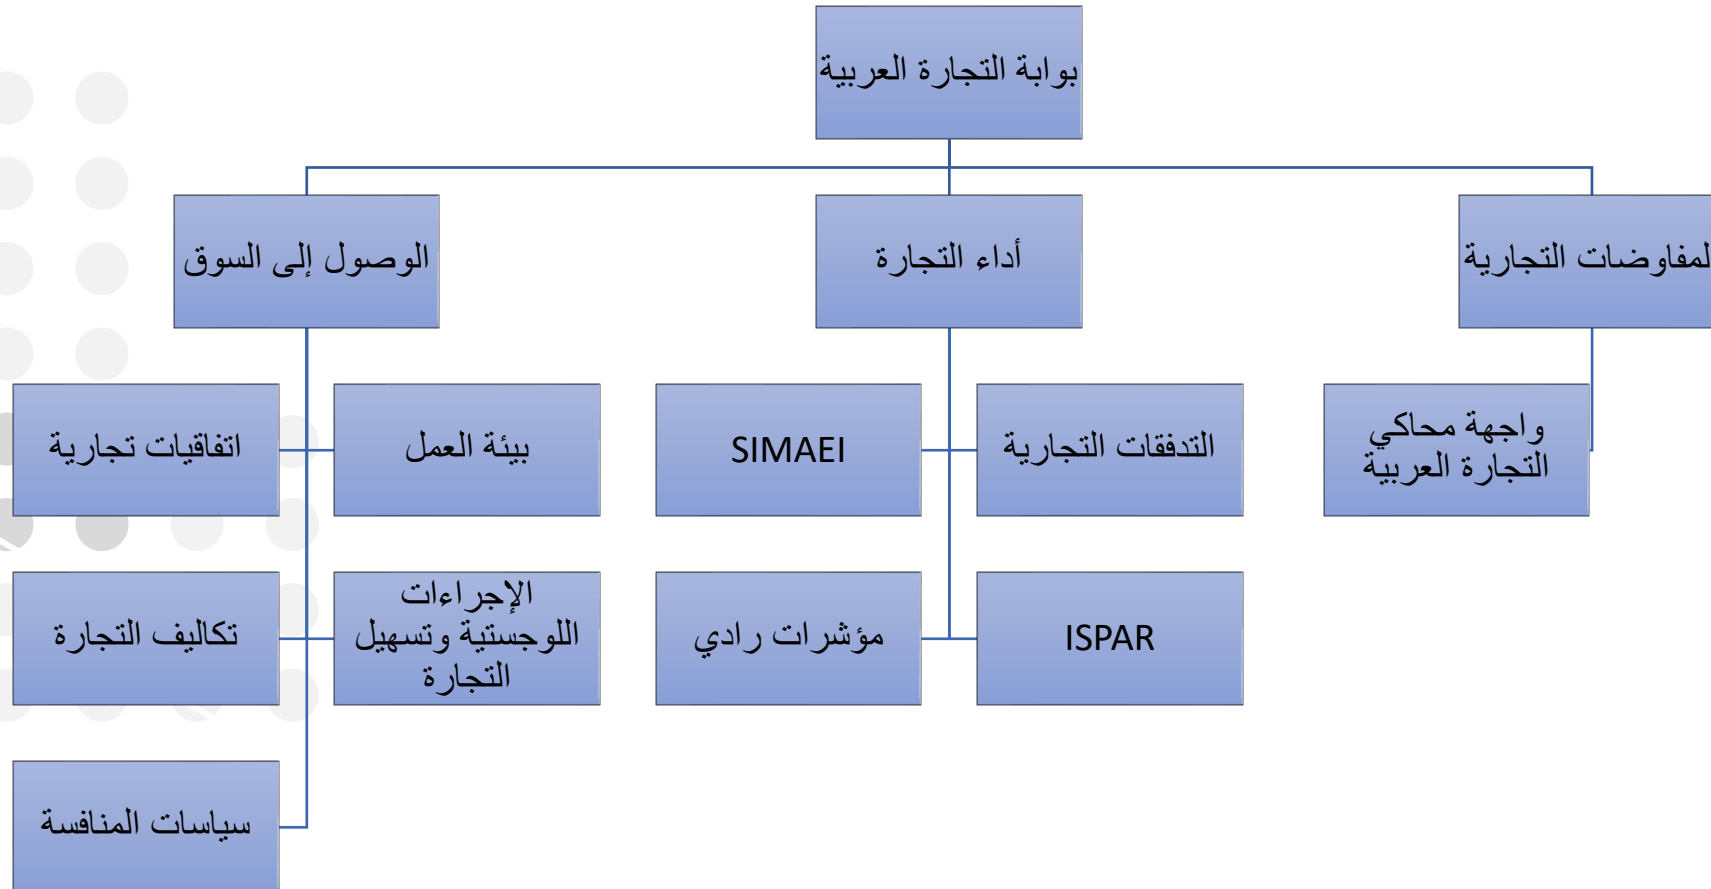 بوابة التجارة العربية
لمفاوضات التجارية
أداء التجارة
الوصول إلى السوق
واجهة محاكي
التجارة العربية
التدفقات التجارية
SIMAEI
بيئة العمل
اتفاقيات تجارية
ISPAR
مؤشرات رادي
الإجراءات
اللوجستية وتسهيل
التجارة
تكاليف التجارة
سياسات المنافسة